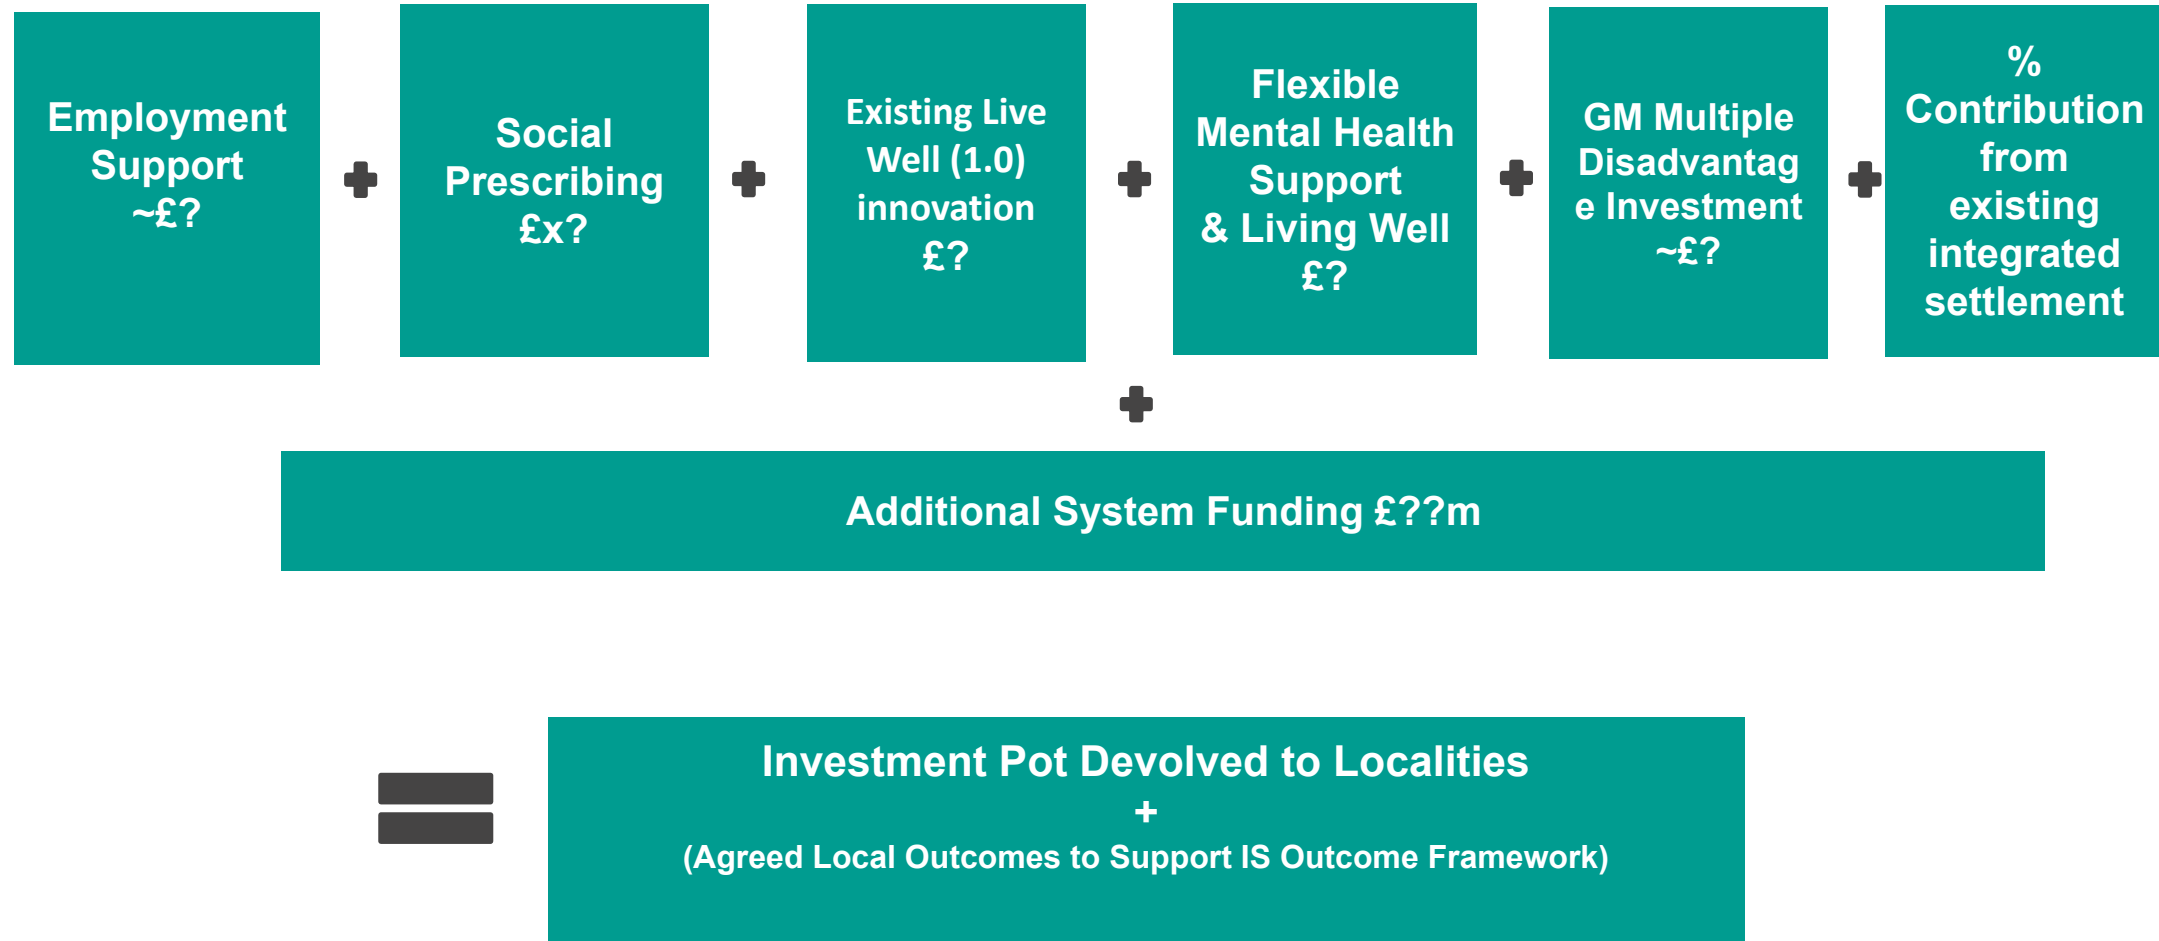 Employment
Support
~£?
Social
Prescribing
£x?
Existing Live
Well (1.0)
innovation
£?
Flexible
Mental Health
Support
& Living Well
£?
GM Multiple
Disadvantag
e Investment
~£?
%
Contribution
from
existing
integrated
settlement
Additional System Funding £??m
Investment Pot Devolved to Localities
+
(Agreed Local Outcomes to Support IS Outcome Framework)